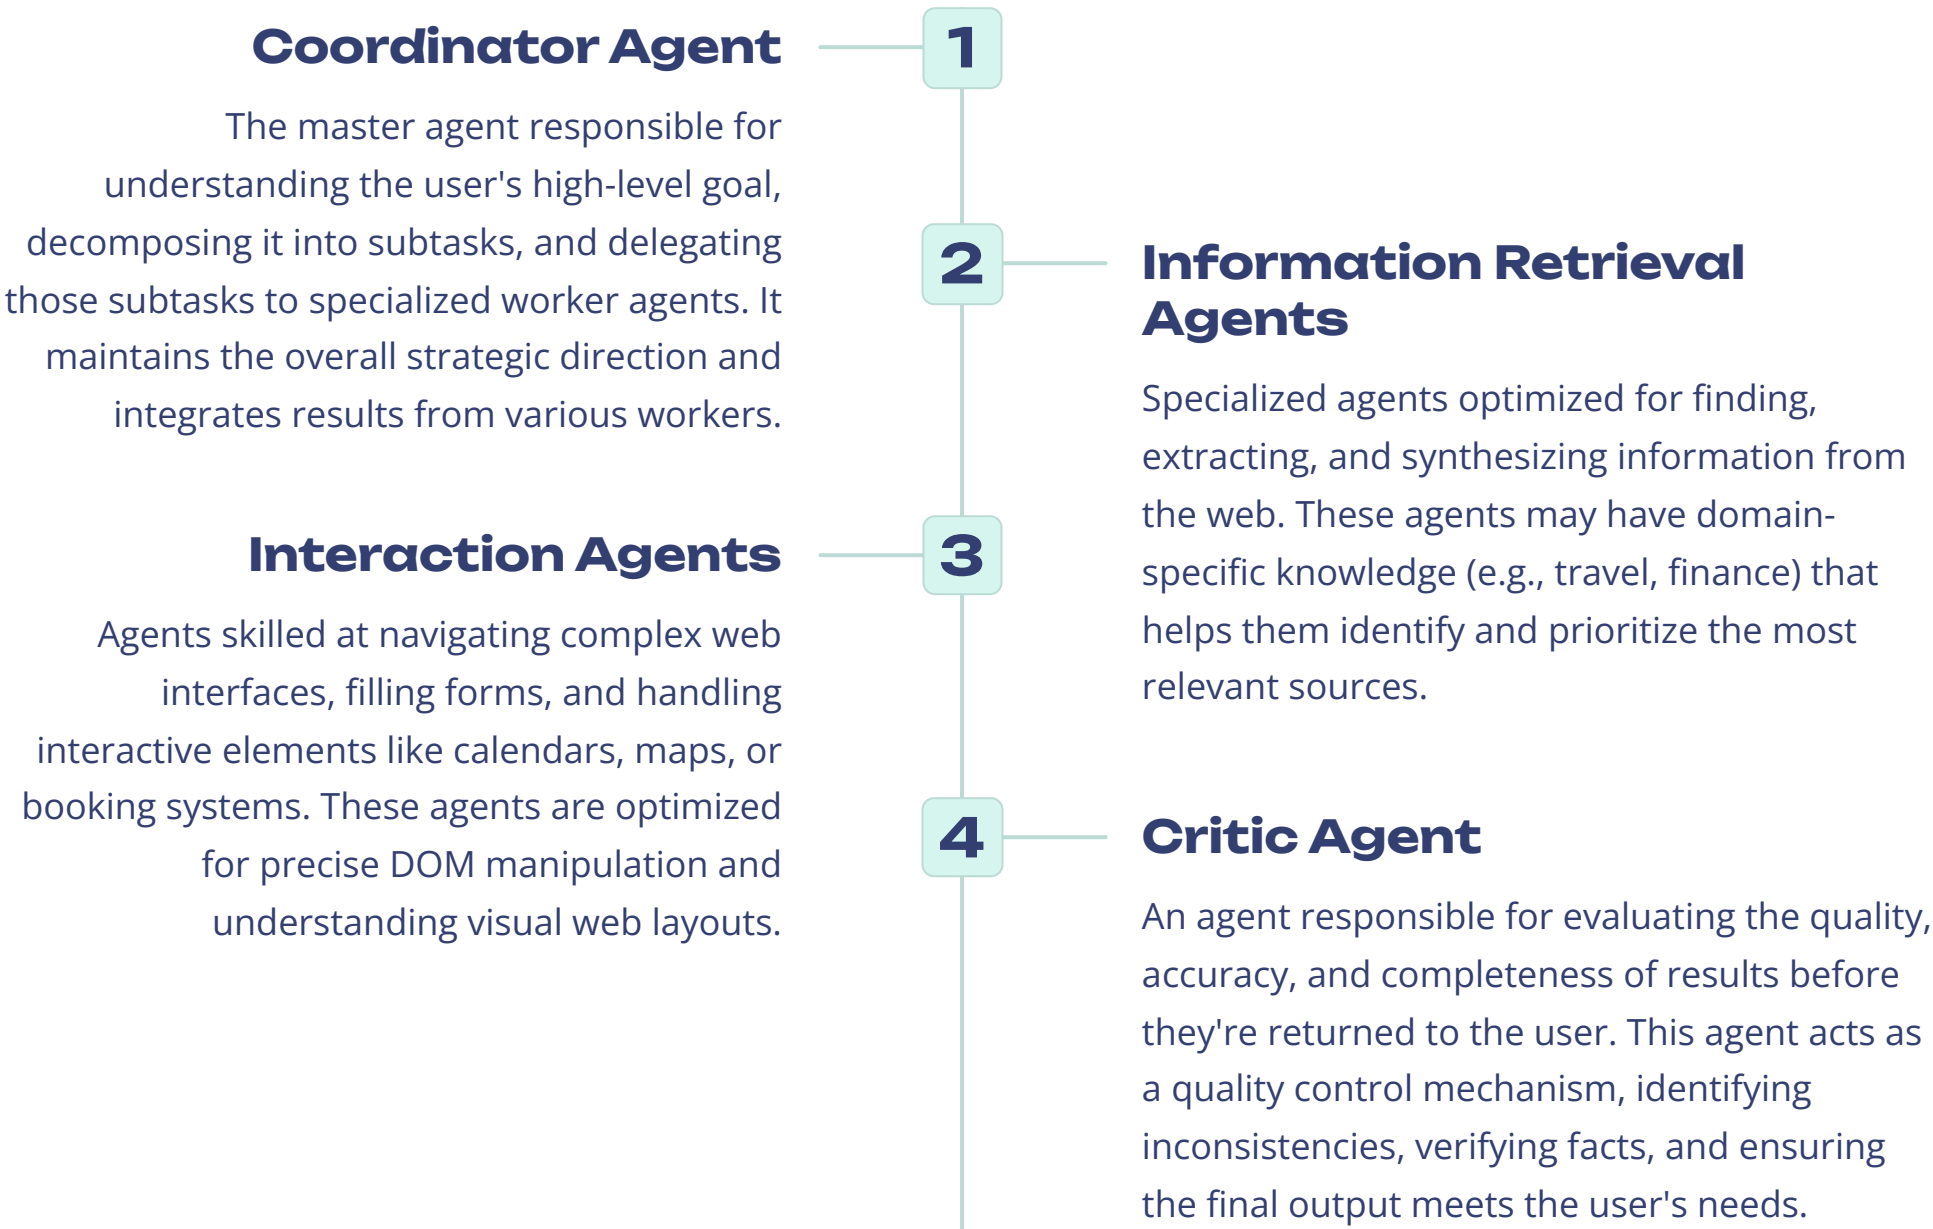 Coordinator Agent
1
The master agent responsible for
understanding the user's high-level goal,
decomposing it into subtasks, and delegating
those subtasks to specialized worker agents. It
maintains the overall strategic direction and
integrates results from various workers.
2
Information Retrieval
Agents
Specialized agents optimized for finding,
extracting, and synthesizing information from
the web. These agents may have domain-
specific knowledge (e.g., travel, finance) that
helps them identify and prioritize the most
relevant sources.
Interaction Agents
3
Agents skilled at navigating complex web
interfaces, filling forms, and handling
interactive elements like calendars, maps, or
booking systems. These agents are optimized
for precise DOM manipulation and
understanding visual web layouts.
4
Critic Agent
An agent responsible for evaluating the quality,
accuracy, and completeness of results before
they're returned to the user. This agent acts as
a quality control mechanism, identifying
inconsistencies, verifying facts, and ensuring
the final output meets the user's needs.